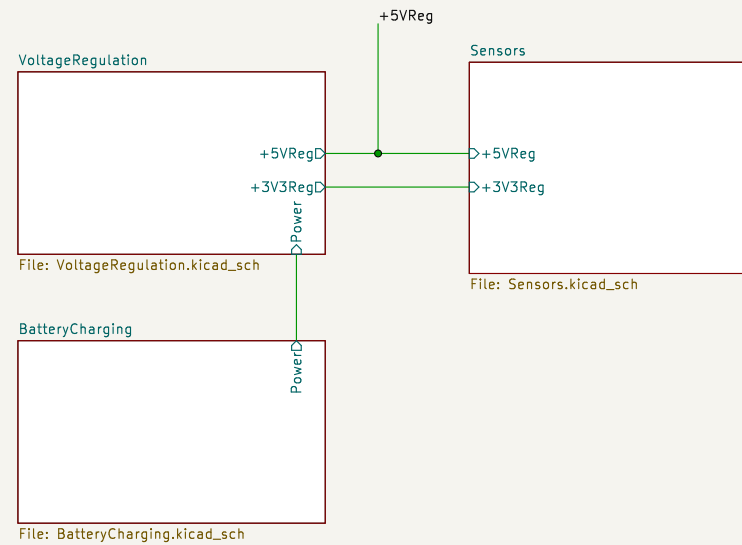 +5VReg
VoltageRegulation
Sensors
+5VReg
+5VReg
+3V3Reg
+3V3Reg
Power
File: VoltageRegulation.kicad_sch
File: Sensors.kicad_sch
BatteryCharging
Power
File: BatteryCharging.kicad_sch